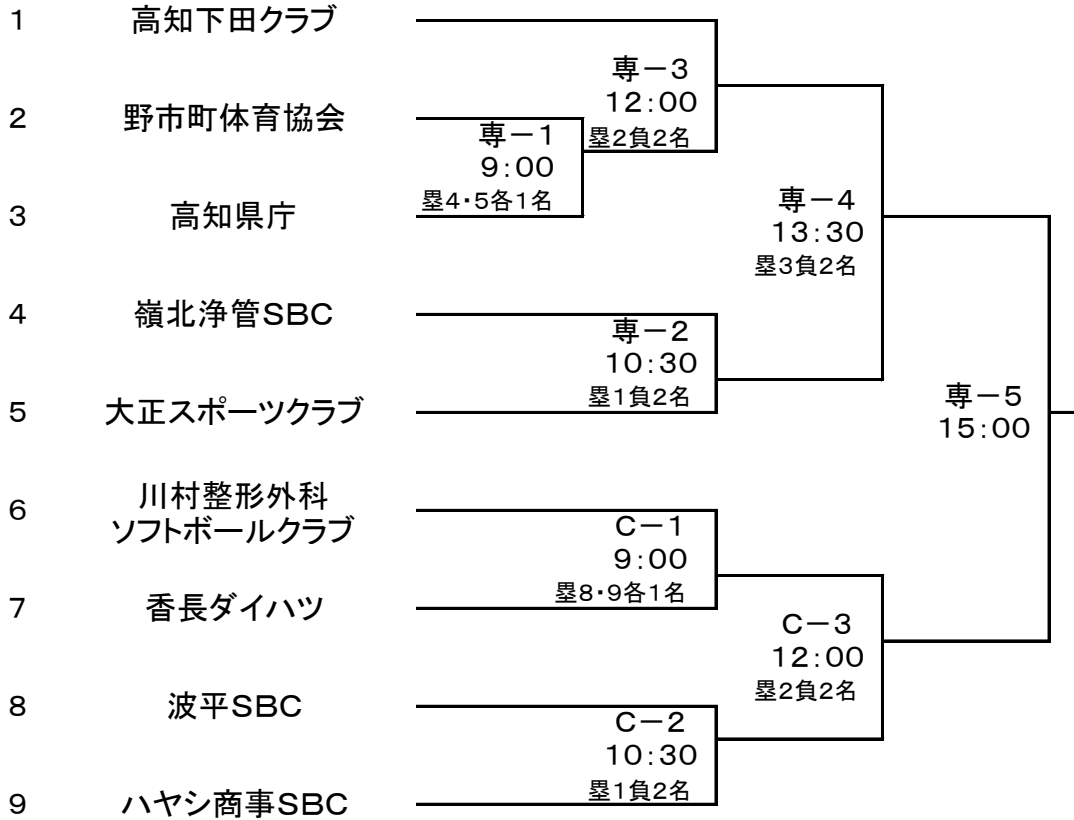 1 高知下田クラブ
専－3
12:00
塁2負2名
2 野市町体育協会
専－1
9:00
塁4・5各1名
3 高知県庁
専－4
13:30
塁3負2名
4 嶺北浄管SBC
専－2
10:30
塁1負2名
5 大正スポーツクラブ
専－5
15:00
6 川村整形外科
ソフトボールクラブ
C－1
9:00
塁8・9各1名
7 香長ダイハツ
C－3
12:00
塁2負2名
8 波平SBC
C－2
10:30
塁1負2名
9 ハヤシ商事SBC